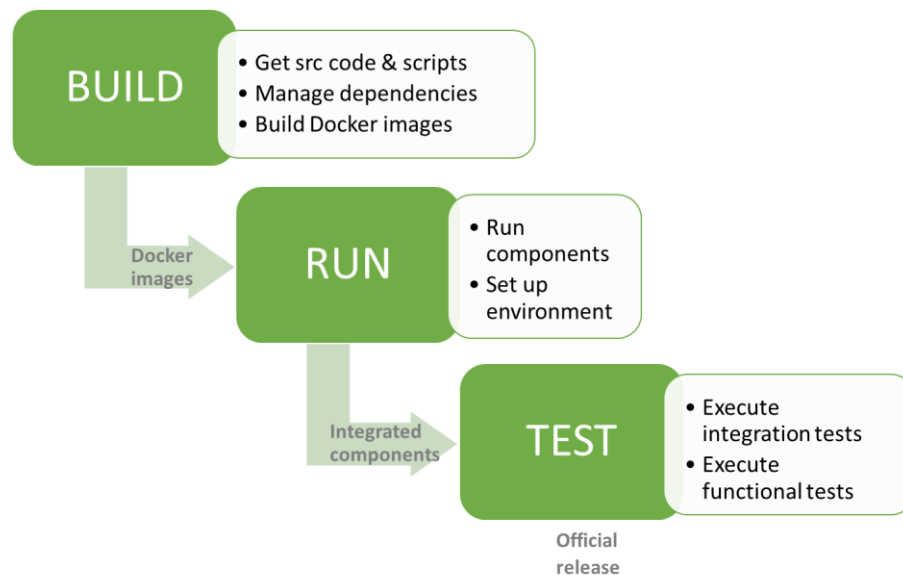 BUILD
• Get src code & scripts
• Manage dependencies
• Build Docker images
Docker
images
RUN
• Run
components
• Set up
environment
Integrated
components
TEST
• Execute
integration tests
• Execute
functional tests
Official
release